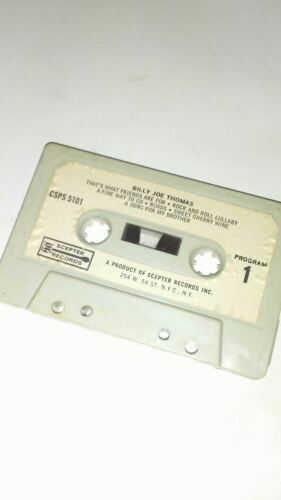 BILLY JOE THOMAS
THAT'S WHAT FRIENDS ARE FOR • ROCK AND ROLL LULLABY
A FINE WAY TO GO • ROADS • SWEET CHERRY WINE
A SONG FOR MY BROTHER
CSPS 5101
SCEPTER
RECORDS
PROGRAM
1
A PRODUCT OF SCEPTER RECORDS INC.
254 W. 54 ST. N.Y.C., N.Y.